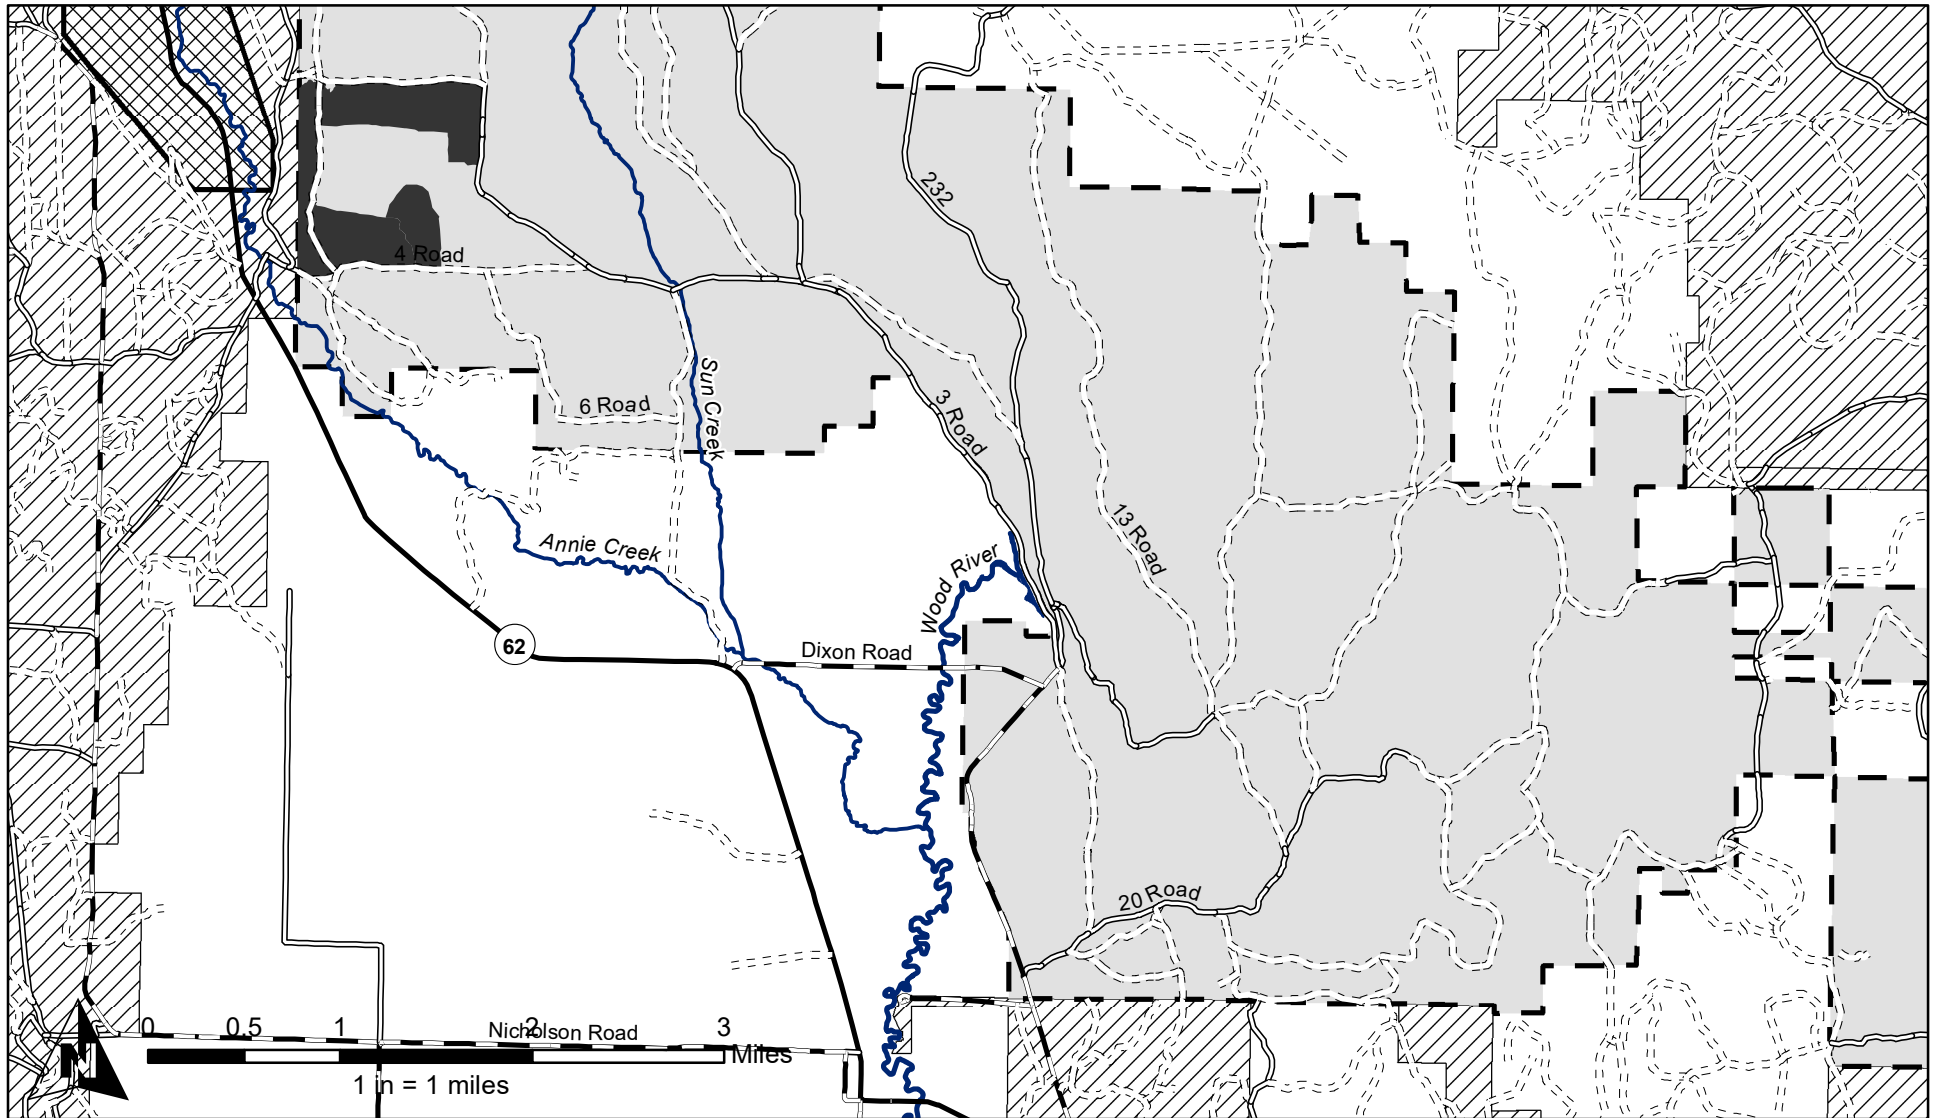 232
4 Road
Sun Creek
6 Road
3 Road
13 Road
Annie Creek
Wood River
62
Dixon Road
20 Road
0 0.5 1 2 3
Nicholson Road
Miles
N
1 in = 1 miles